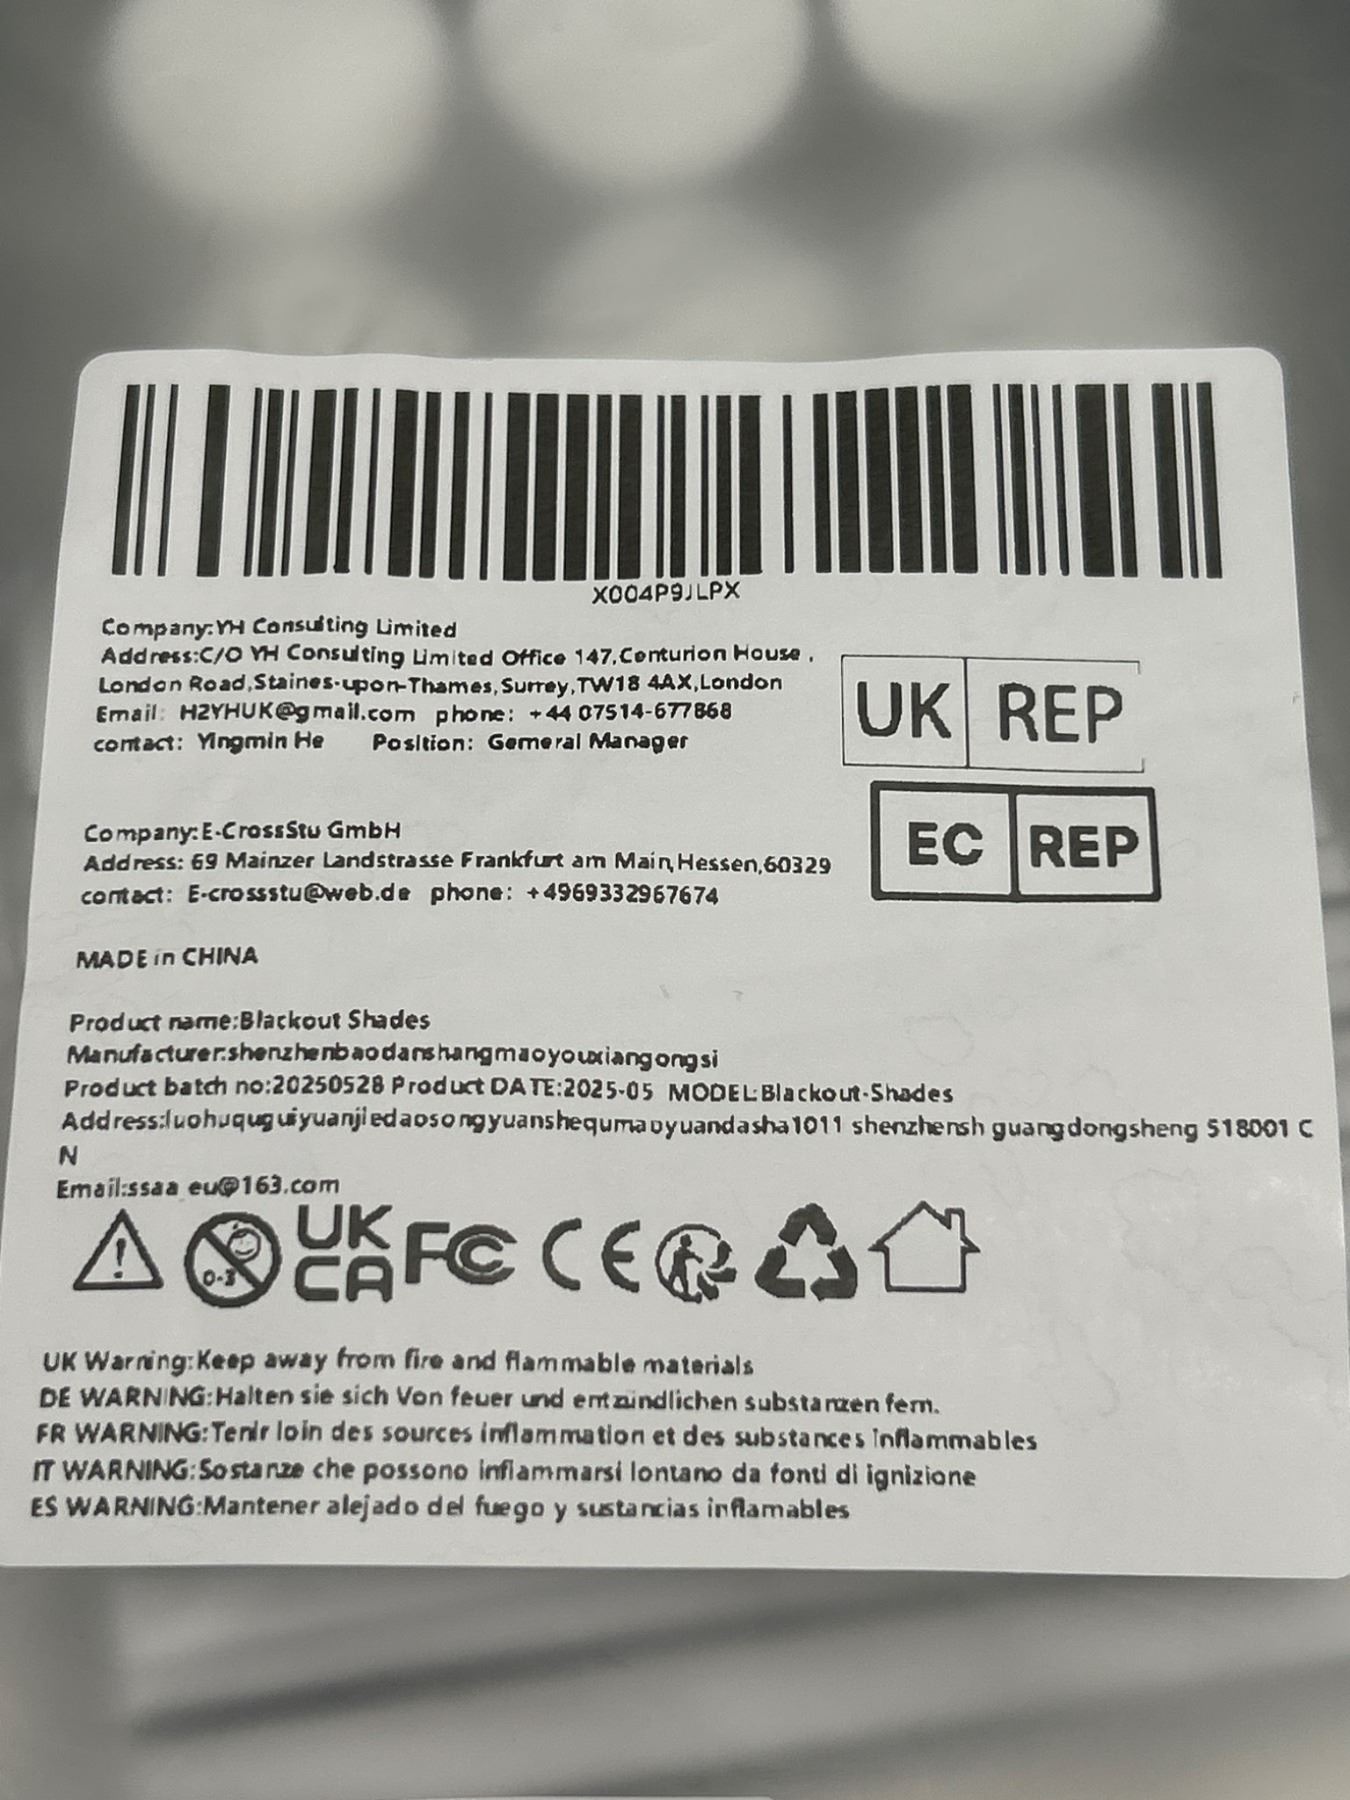 X004P9JLPX
Company:YH Consulting Limited
Address:C/O YH Consulting Limited Office 147,Centurion House ,
London Road,Staines-upon-Thames,Surrey,TW18 4AX,London
Email: H2YHUK@gmail.com phone: +44 07514-677868
contact: Yingmin He Position: Gemeral Manager
UK REP
EC REP
Company:E-CrossStu GmbH
Address: 69 Mainzer Landstrasse Frankfurt am Main,Hessen,60329
contact: E-crossstu@web.de phone: +4969332967674
MADE in CHINA
Product name:Blackout Shades
Manufacturer:shenzhenbaodanshangmaoyouxiangongsi
Product batch no:20250528 Product DATE:2025-05 MODEL:Blackout-Shades
Address:luohuquguiyuanjiedaosongyuanshequmaoyuandasha1011 shenzhensh guangdongsheng 518001 C
N
Email:ssaa_eu@163.com
0-3 UK CA FC CE
UK Warning:Keep away from fire and flammable materials
DE WARNING:Halten sie sich Von feuer und entzündlichen substanzen fern.
FR WARNING:Tenir loin des sources inflammation et des substances inflammables
IT WARNING:Sostanze che possono infiammarsi lontano da fonti di ignizione
ES WARNING:Mantener alejado del fuego y sustancias inflamables